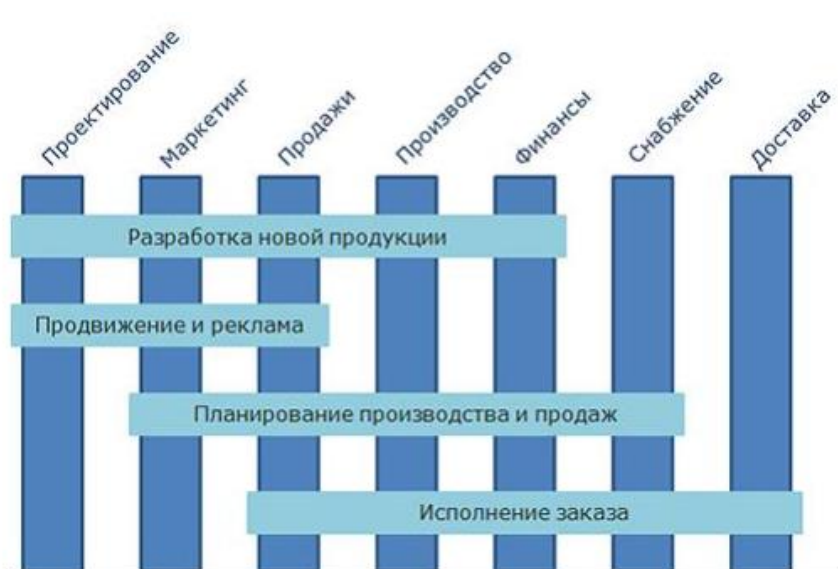 Проектирование
Маркетинг
Продажи
Производство
Финансы
Снабжение
Доставка
Разработка новой продукции
Продвижение и реклама
Планирование производства и продаж
Исполнение заказа